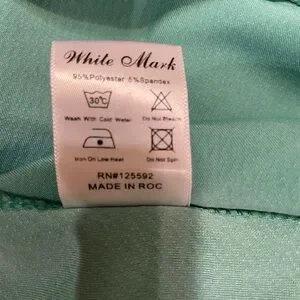 White Mark
95%Polyester 5%Spandex
30°C
Wash With Cold Water Do Not Bleach
Iron On Low Heel Do Not Spin
RN#125592
MADE IN ROC